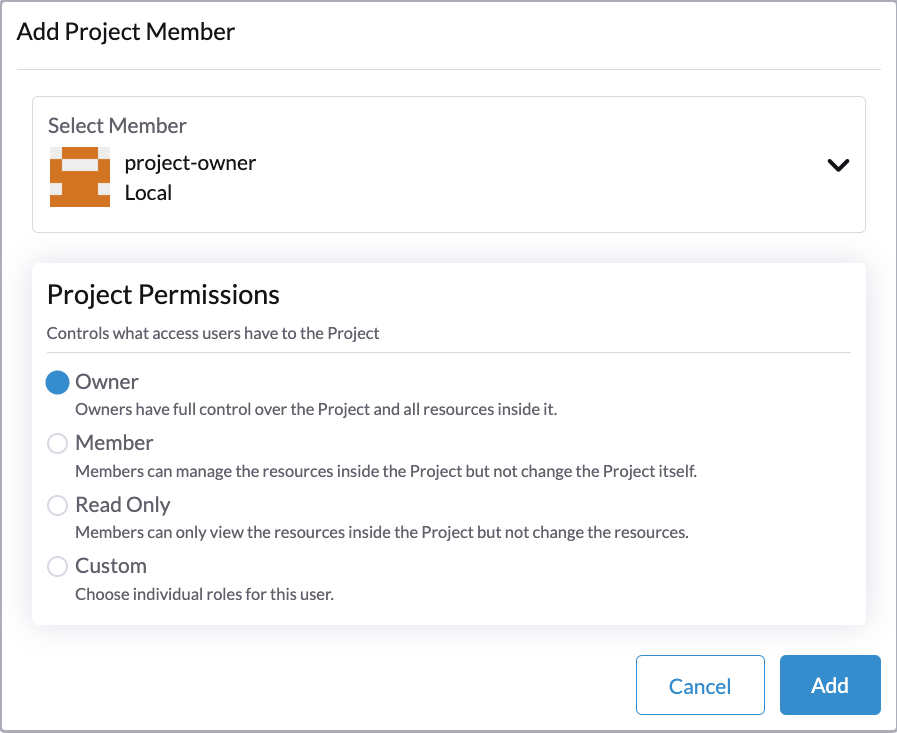 Add Project Member
Select Member
project-owner
Local
Project Permissions
Controls what access users have to the Project
Owner
Owners have full control over the Project and all resources inside it.
Member
Members can manage the resources inside the Project but not change the Project itself.
Read Only
Members can only view the resources inside the Project but not change the resources.
Custom
Choose individual roles for this user.
Cancel
Add